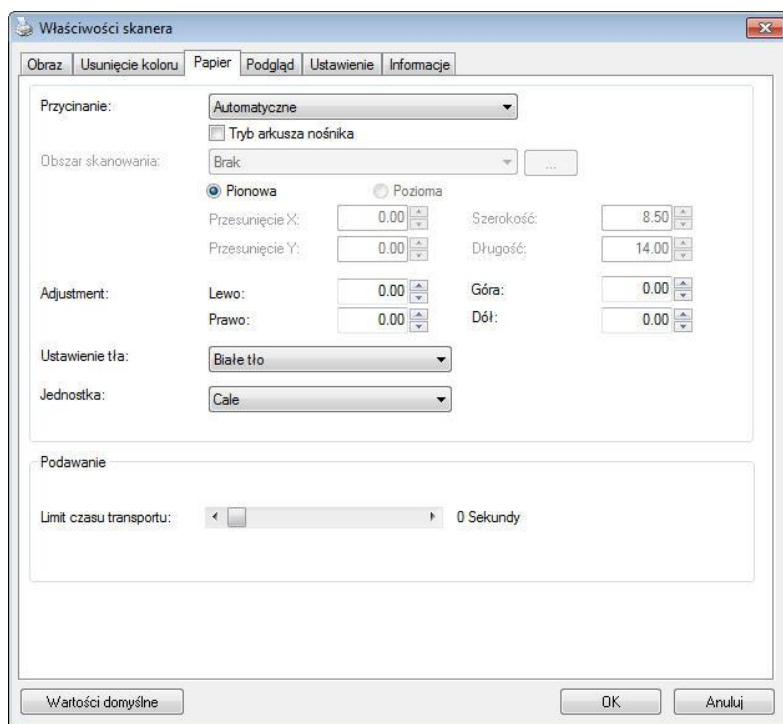 Właściwości skanera
Obraz Usunięcie koloru Papier Podgląd Ustawienie Informacje
Przycinanie: Automatyczne
Tryb arkusza nośnika
Obszar skanowania: Brak ...
Pionowa Pozioma
Przesunięcie X: 0.00 Szerokość: 8.50
Przesunięcie Y: 0.00 Długość: 14.00
Adjustment: Lewo: 0.00 Góra: 0.00
Prawo: 0.00 Dół: 0.00
Ustawienie tła: Białe tło
Jednostka: Cale
Podawanie
Limit czasu transportu: 0 Sekundy
Wartości domyślne OK Anuluj